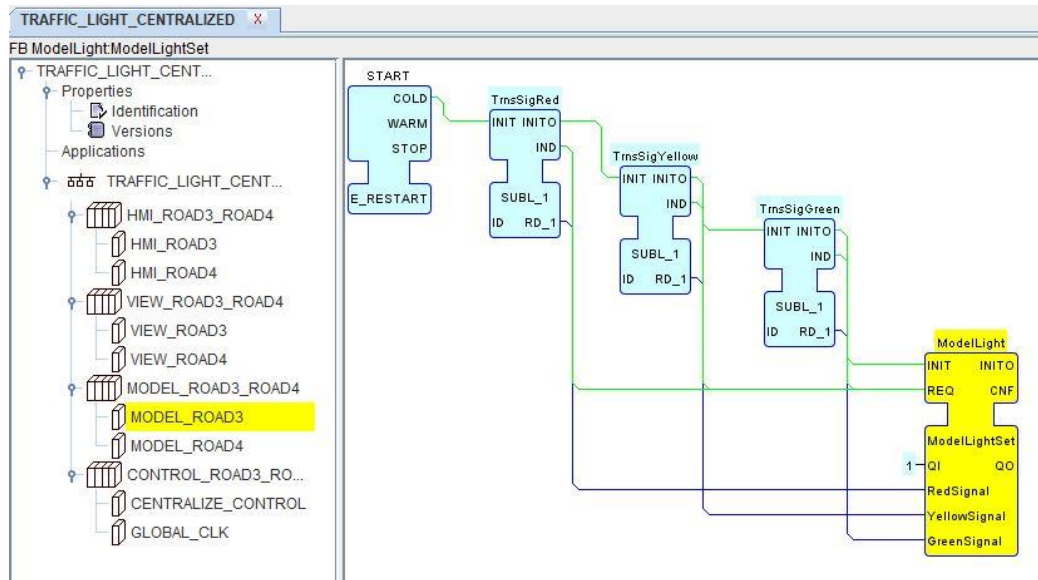 TRAFFIC_LIGHT_CENTRALIZED X
FB ModelLight:ModelLightSet
TRAFFIC_LIGHT_CENT...
Properties
Identification
Versions
Applications
TRAFFIC_LIGHT_CENT...
HMI_ROAD3_ROAD4
HMI_ROAD3
HMI_ROAD4
VIEW_ROAD3_ROAD4
VIEW_ROAD3
VIEW_ROAD4
MODEL_ROAD3_ROAD4
MODEL_ROAD3
MODEL_ROAD4
CONTROL_ROAD3_RO...
CENTRALIZE_CONTROL
GLOBAL_CLK
START
COLD
WARM
STOP
E_RESTART
TrnsSigRed
INIT INITO
IND
SUBL_1
ID RD_1
TrnsSigYellow
INIT INITO
IND
SUBL_1
ID RD_1
TrnsSigGreen
INIT INITO
IND
SUBL_1
ID RD_1
ModelLight
INIT INITO
REQ CNF
ModelLightSet
1 QI QO
RedSignal
YellowSignal
GreenSignal